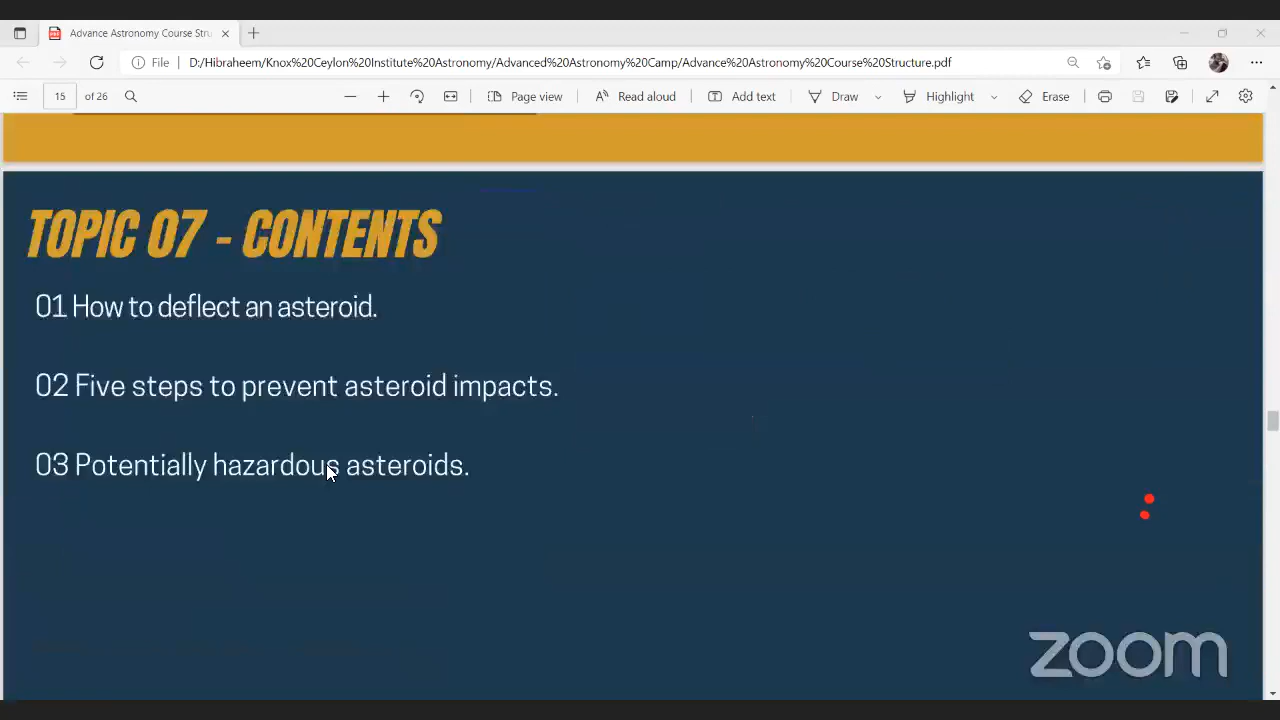 Advance Astronomy Course Stru
File
D:/Hibraheem/Knox%20Ceylon%20Institute%20Astronomy/Advanced%20Astronomy%20Camp/Advance%20Astronomy%20Course%20Structure.pdf
15 of 26
Page view
Read aloud
Add text
Draw
Highlight
Erase
TOPIC 07 - CONTENTS
01 How to deflect an asteroid.
02 Five steps to prevent asteroid impacts.
03 Potentially hazardous asteroids.
zoom